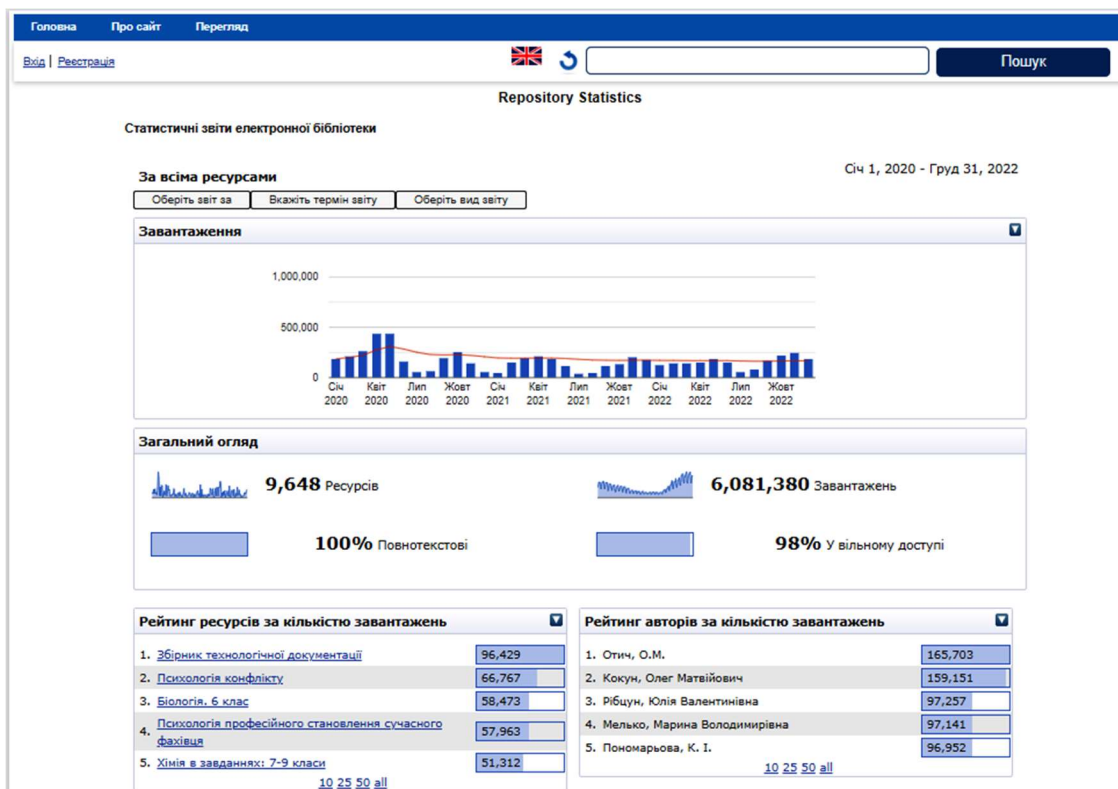 Головна Про сайт Перегляд
Вхід | Реєстрація Пошук
Repository Statistics
Статистичні звіти електронної бібліотеки
Січ 1, 2020 - Груд 31, 2022
За всіма ресурсами
Оберіть звіт за Вкажіть термін звіту Оберіть вид звіту
Завантаження
1,000,000
500,000
0
Січ Квіт Лип Жовт Січ Квіт Лип Жовт Січ Квіт Лип Жовт
2020 2020 2020 2020 2021 2021 2021 2021 2022 2022 2022 2022
Загальний огляд
9,648 Ресурсів 6,081,380 Завантажень
100% Повнотекстові 98% У вільному доступі
Рейтинг ресурсів за кількістю завантажень
1. Збірник технологічної документації 96,429
2. Психологія конфлікту 66,767
3. Біологія. 6 клас 58,473
4. Психологія професійного становлення сучасного
фахівця 57,963
5. Хімія в завданнях: 7-9 класи 51,312
10 25 50 all
Рейтинг авторів за кількістю завантажень
1. Отич, О.М. 165,703
2. Кокун, Олег Матвійович 159,151
3. Рібцун, Юлія Валентинівна 97,257
4. Мелько, Марина Володимирівна 97,141
5. Пономарьова, К. І. 96,952
10 25 50 all